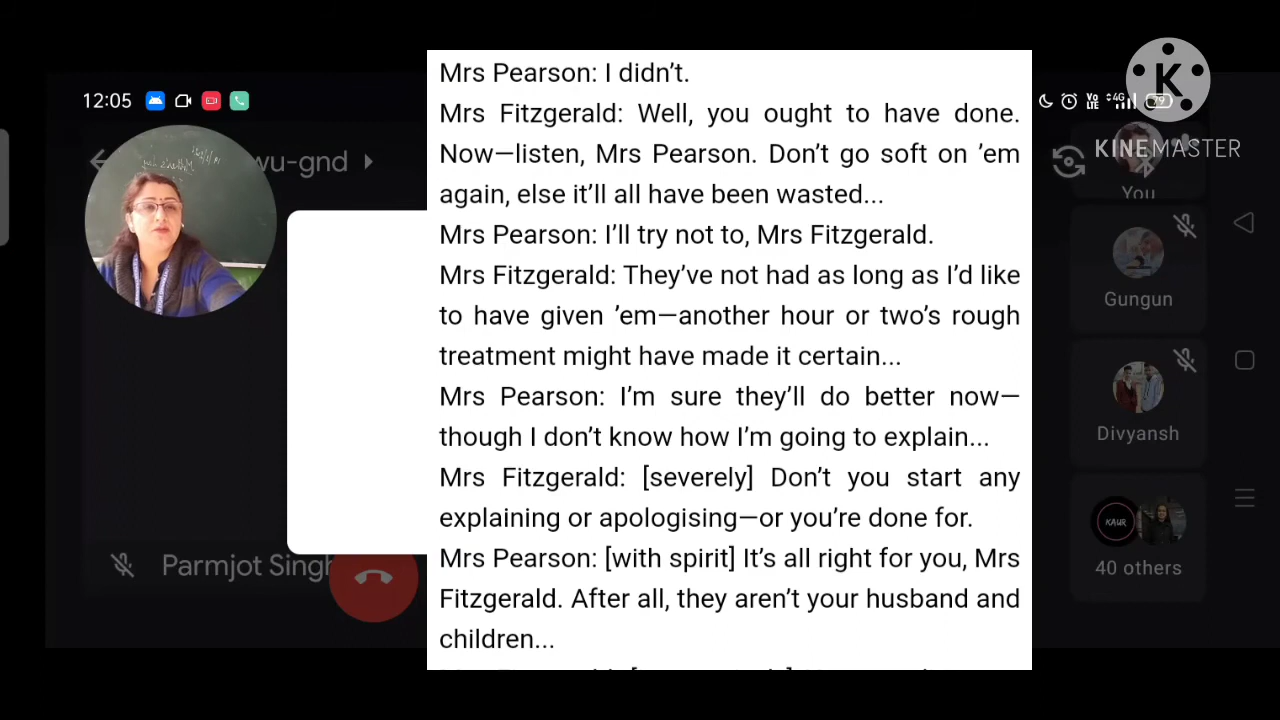 12:05
Vo
LTE
4G
79
KINEMASTER
K
wu-gnd
You
Gungun
Divyansh
KAUR
40 others
Parmjot Singh
Mrs Pearson: I didn’t.
Mrs Fitzgerald: Well, you ought to have done.
Now—listen, Mrs Pearson. Don’t go soft on ’em
again, else it’ll all have been wasted...
Mrs Pearson: I’ll try not to, Mrs Fitzgerald.
Mrs Fitzgerald: They’ve not had as long as I’d like
to have given ’em—another hour or two’s rough
treatment might have made it certain...
Mrs Pearson: I’m sure they’ll do better now—
though I don’t know how I’m going to explain...
Mrs Fitzgerald: [severely] Don’t you start any
explaining or apologising—or you’re done for.
Mrs Pearson: [with spirit] It’s all right for you, Mrs
Fitzgerald. After all, they aren’t your husband and
children...